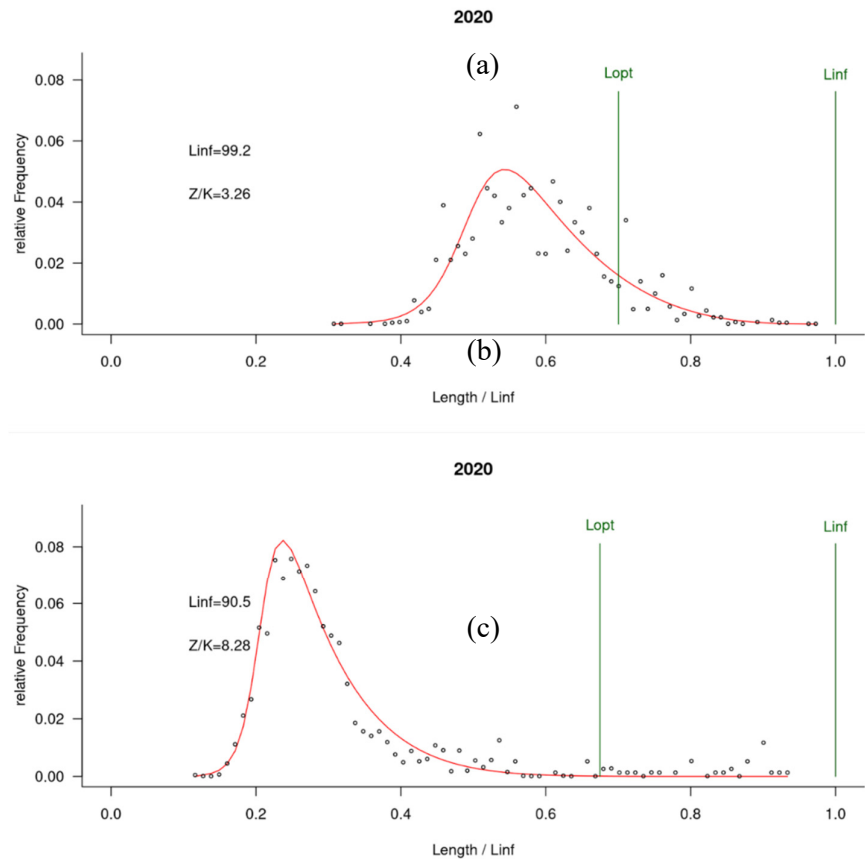 2020
(a)
Lopt
Linf
0.08
0.06
0.04
0.02
0.00
relative Frequency
Linf=99.2
Z/K=3.26
0.0 0.2 0.4 0.6 0.8 1.0
(b)
Length / Linf
2020
Lopt
Linf
0.08
0.06
0.04
0.02
0.00
relative Frequency
Linf=90.5
Z/K=8.28
(c)
0.0 0.2 0.4 0.6 0.8 1.0
Length / Linf